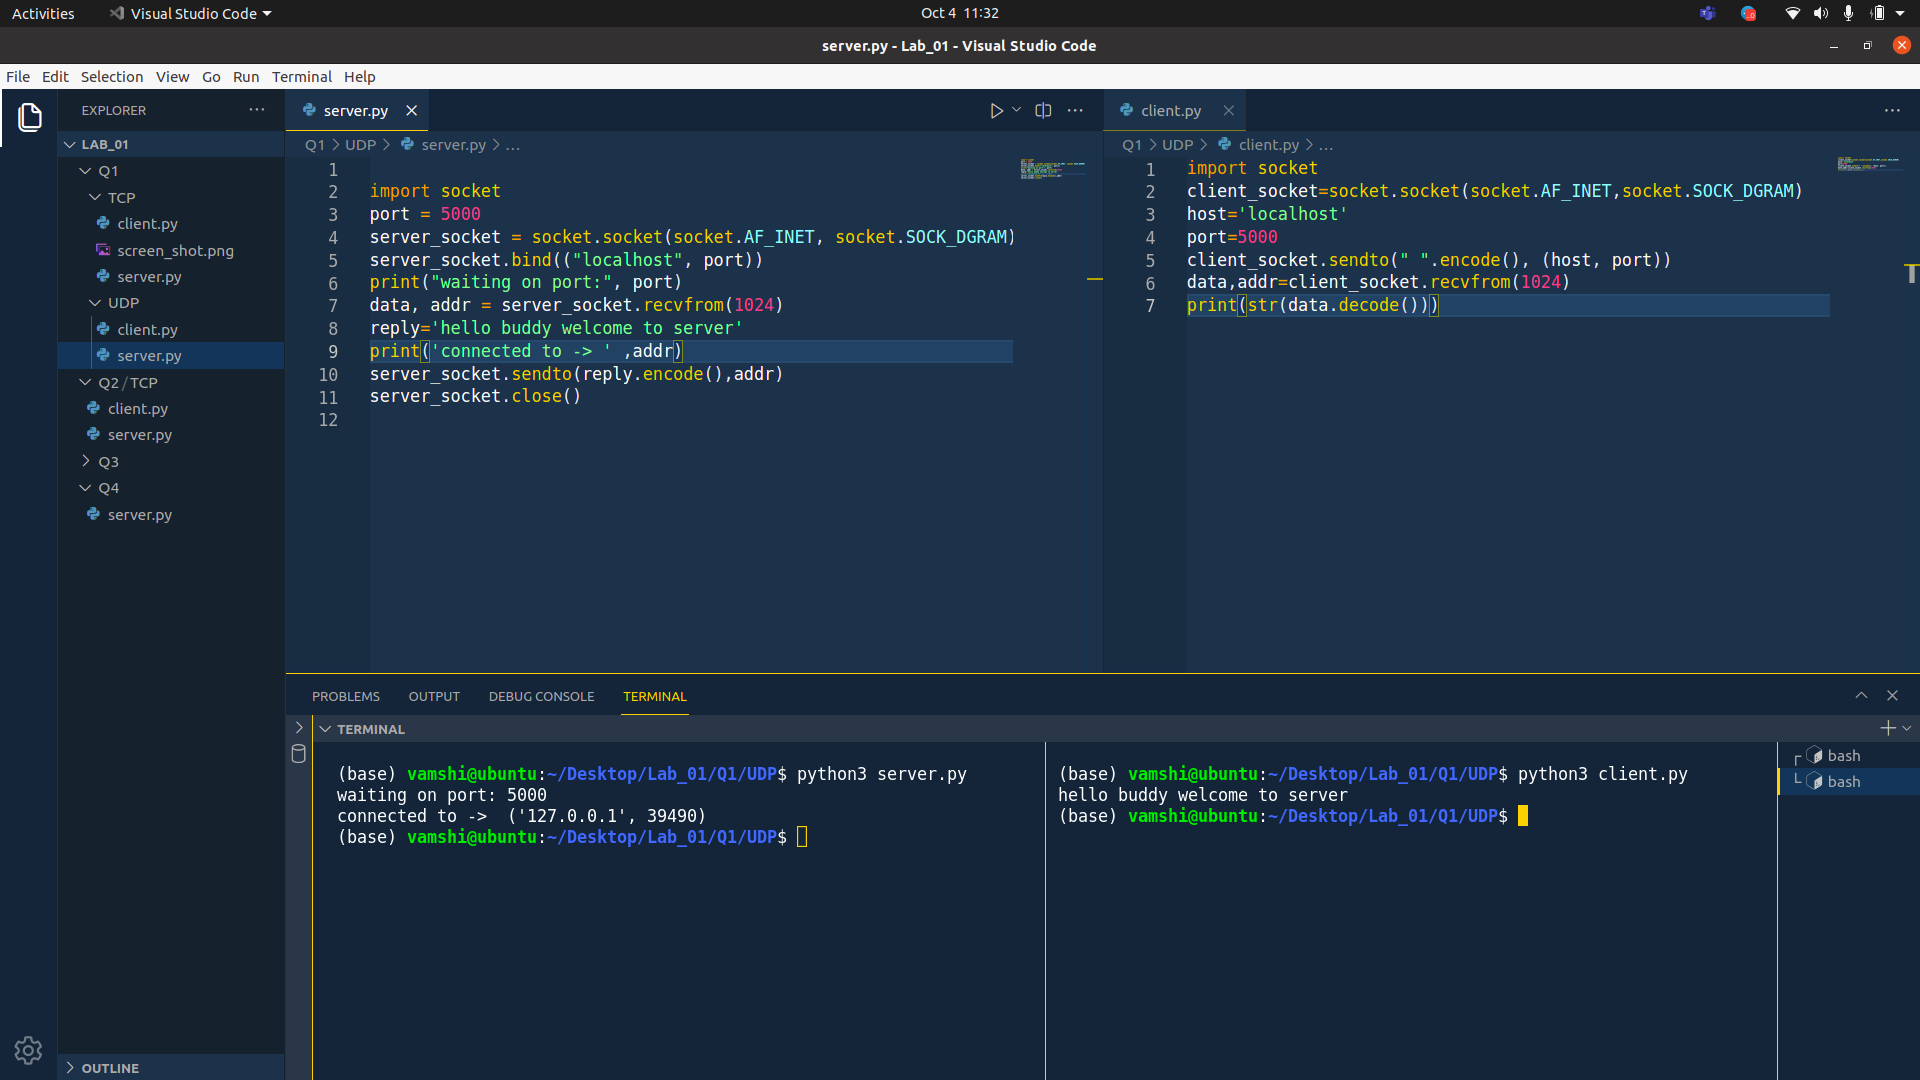 Activities Visual Studio Code Oct 4 11:32
server.py - Lab_01 - Visual Studio Code
File Edit Selection View Go Run Terminal Help
EXPLORER
LAB_01
Q1
TCP
client.py
screen_shot.png
server.py
UDP
client.py
server.py
Q2/TCP
client.py
server.py
Q3
Q4
server.py
OUTLINE
server.py
Q1 > UDP > server.py > ...
1
2 import socket
3 port = 5000
4 server_socket = socket.socket(socket.AF_INET, socket.SOCK_DGRAM)
5 server_socket.bind(("localhost", port))
6 print("waiting on port:", port)
7 data, addr = server_socket.recvfrom(1024)
8 reply='hello buddy welcome to server'
9 print('connected to -> ' ,addr)
10 server_socket.sendto(reply.encode(),addr)
11 server_socket.close()
12
client.py
Q1 > UDP > client.py > ...
1 import socket
2 client_socket=socket.socket(socket.AF_INET,socket.SOCK_DGRAM)
3 host='localhost'
4 port=5000
5 client_socket.sendto(" ".encode(), (host, port))
6 data,addr=client_socket.recvfrom(1024)
7 print(str(data.decode()))
PROBLEMS OUTPUT DEBUG CONSOLE TERMINAL
TERMINAL
(base) vamshi@ubuntu:~/Desktop/Lab_01/Q1/UDP$ python3 server.py
waiting on port: 5000
connected to ->  ('127.0.0.1', 39490)
(base) vamshi@ubuntu:~/Desktop/Lab_01/Q1/UDP$
(base) vamshi@ubuntu:~/Desktop/Lab_01/Q1/UDP$ python3 client.py
hello buddy welcome to server
(base) vamshi@ubuntu:~/Desktop/Lab_01/Q1/UDP$
bash
bash